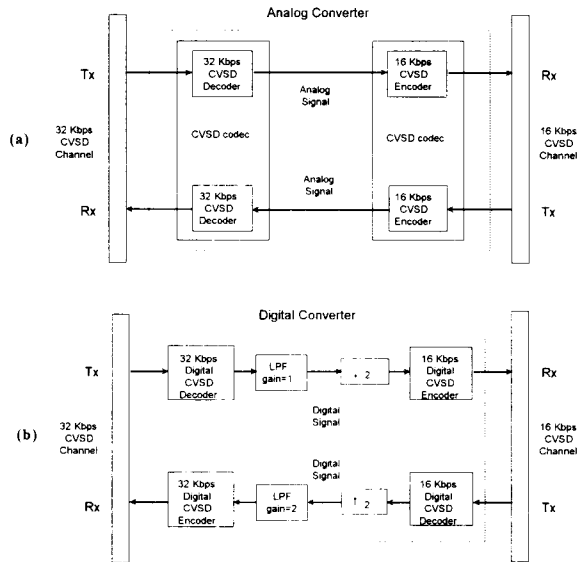 Analog Converter
Tx
32 Kbps
CVSD
Decoder
Analog
Signal
16 Kbps
CVSD
Encoder
Rx
(a)
32 Kbps
CVSD
Channel
CVSD codec
CVSD codec
16 Kbps
CVSD
Channel
Rx
32 Kbps
CVSD
Decoder
Analog
Signal
16 Kbps
CVSD
Encoder
Tx
Digital Converter
Tx
32 Kbps
Digital
CVSD
Decoder
LPF
gain=1
2
16 Kbps
Digital
CVSD
Encoder
Rx
Digital
Signal
(b)
32 Kbps
CVSD
Channel
16 Kbps
CVSD
Channel
Digital
Signal
Rx
32 Kbps
Digital
CVSD
Encoder
LPF
gain=2
↑ 2
16 Kbps
Digital
CVSD
Decoder
Tx